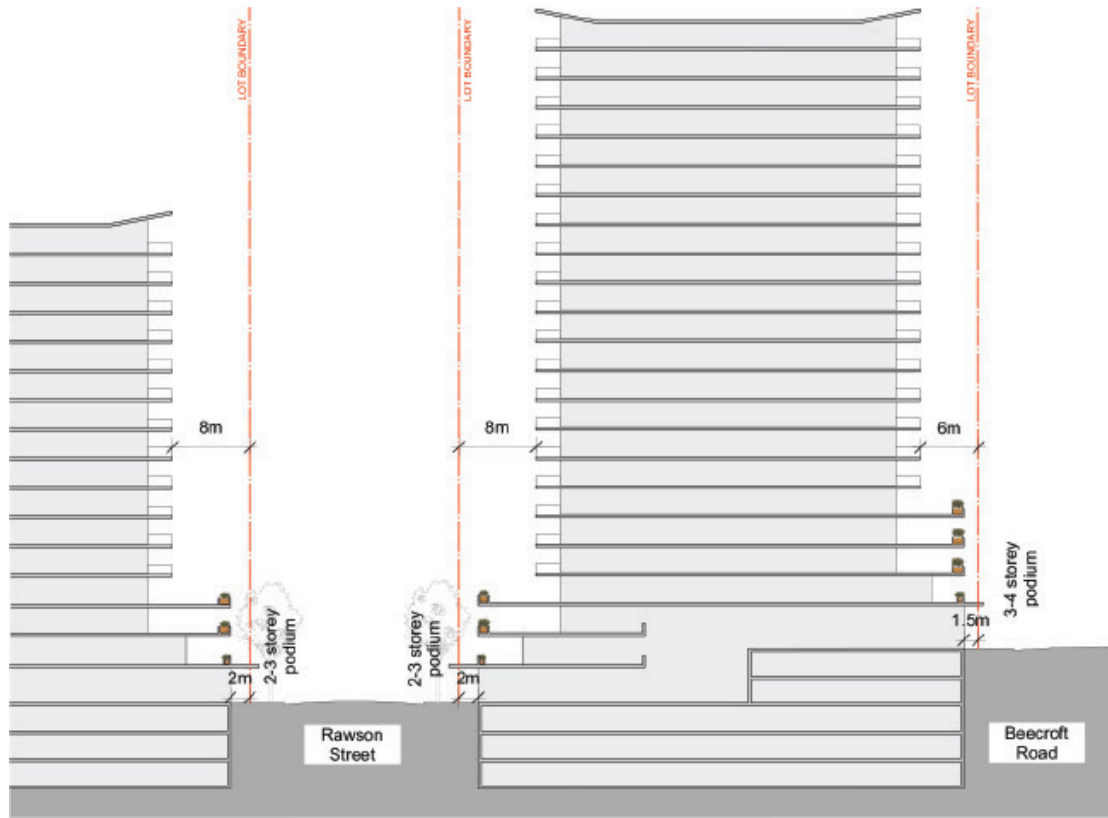 LOT BOUNDARY
LOT BOUNDARY
LOT BOUNDARY
8m
8m
6m
2-3 storey
podium
2m
2-3 storey
podium
2m
3-4 storey
podium
1.5m
Rawson
Street
Beecroft
Road